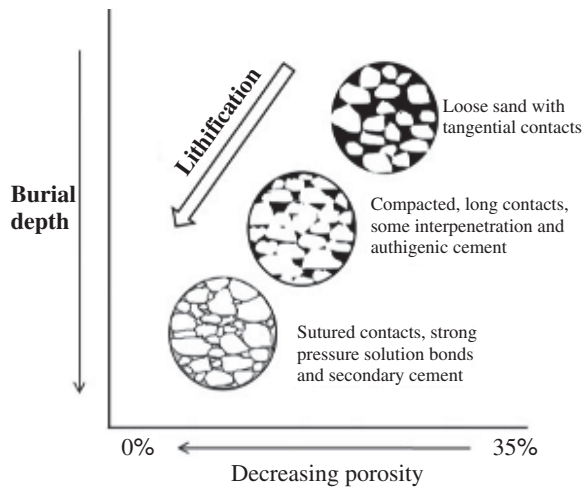 Lithification
Loose sand with
tangential contacts
Burial
depth
Compacted, long contacts,
some interpenetration and
authigenic cement
Sutured contacts, strong
pressure solution bonds
and secondary cement
0%
35%
Decreasing porosity